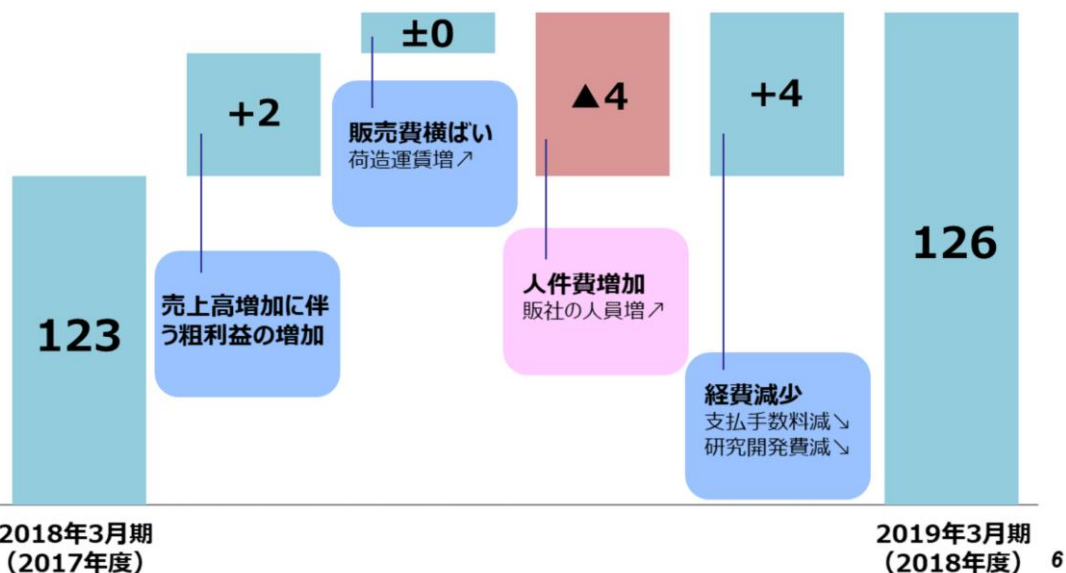 123
+2
売上高増加に伴
う粗利益の増加
±0
販売費横ばい
荷造運賃増↗
▲4
人件費増加
販社の人員増↗
+4
経費減少
支払手数料減↘
研究開発費減↘
126
2018年3月期
（2017年度）
2019年3月期
（2018年度）
6